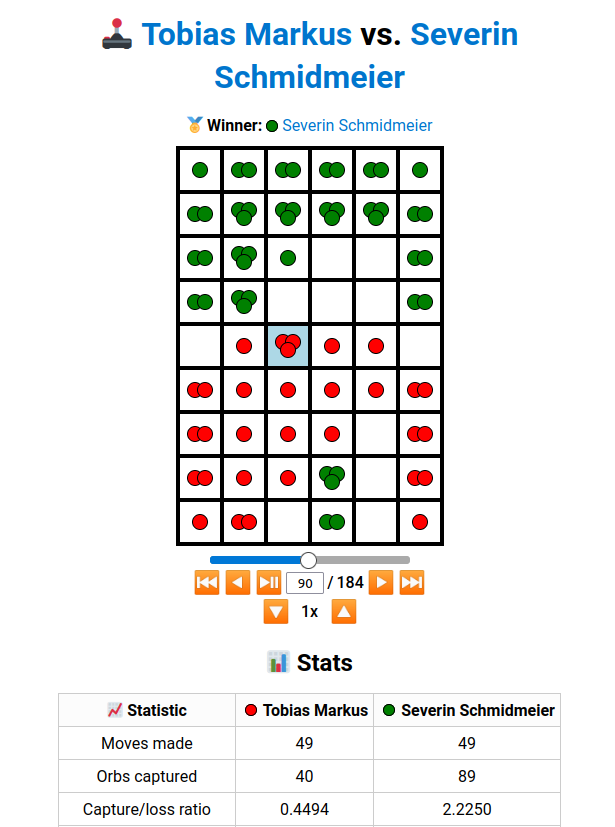 Tobias Markus vs. Severin
Schmidmeier
Winner: Severin Schmidmeier
90 / 184
1x
Stats
Statistic Tobias Markus Severin Schmidmeier
Moves made 49 49
Orbs captured 40 89
Capture/loss ratio 0.4494 2.2250